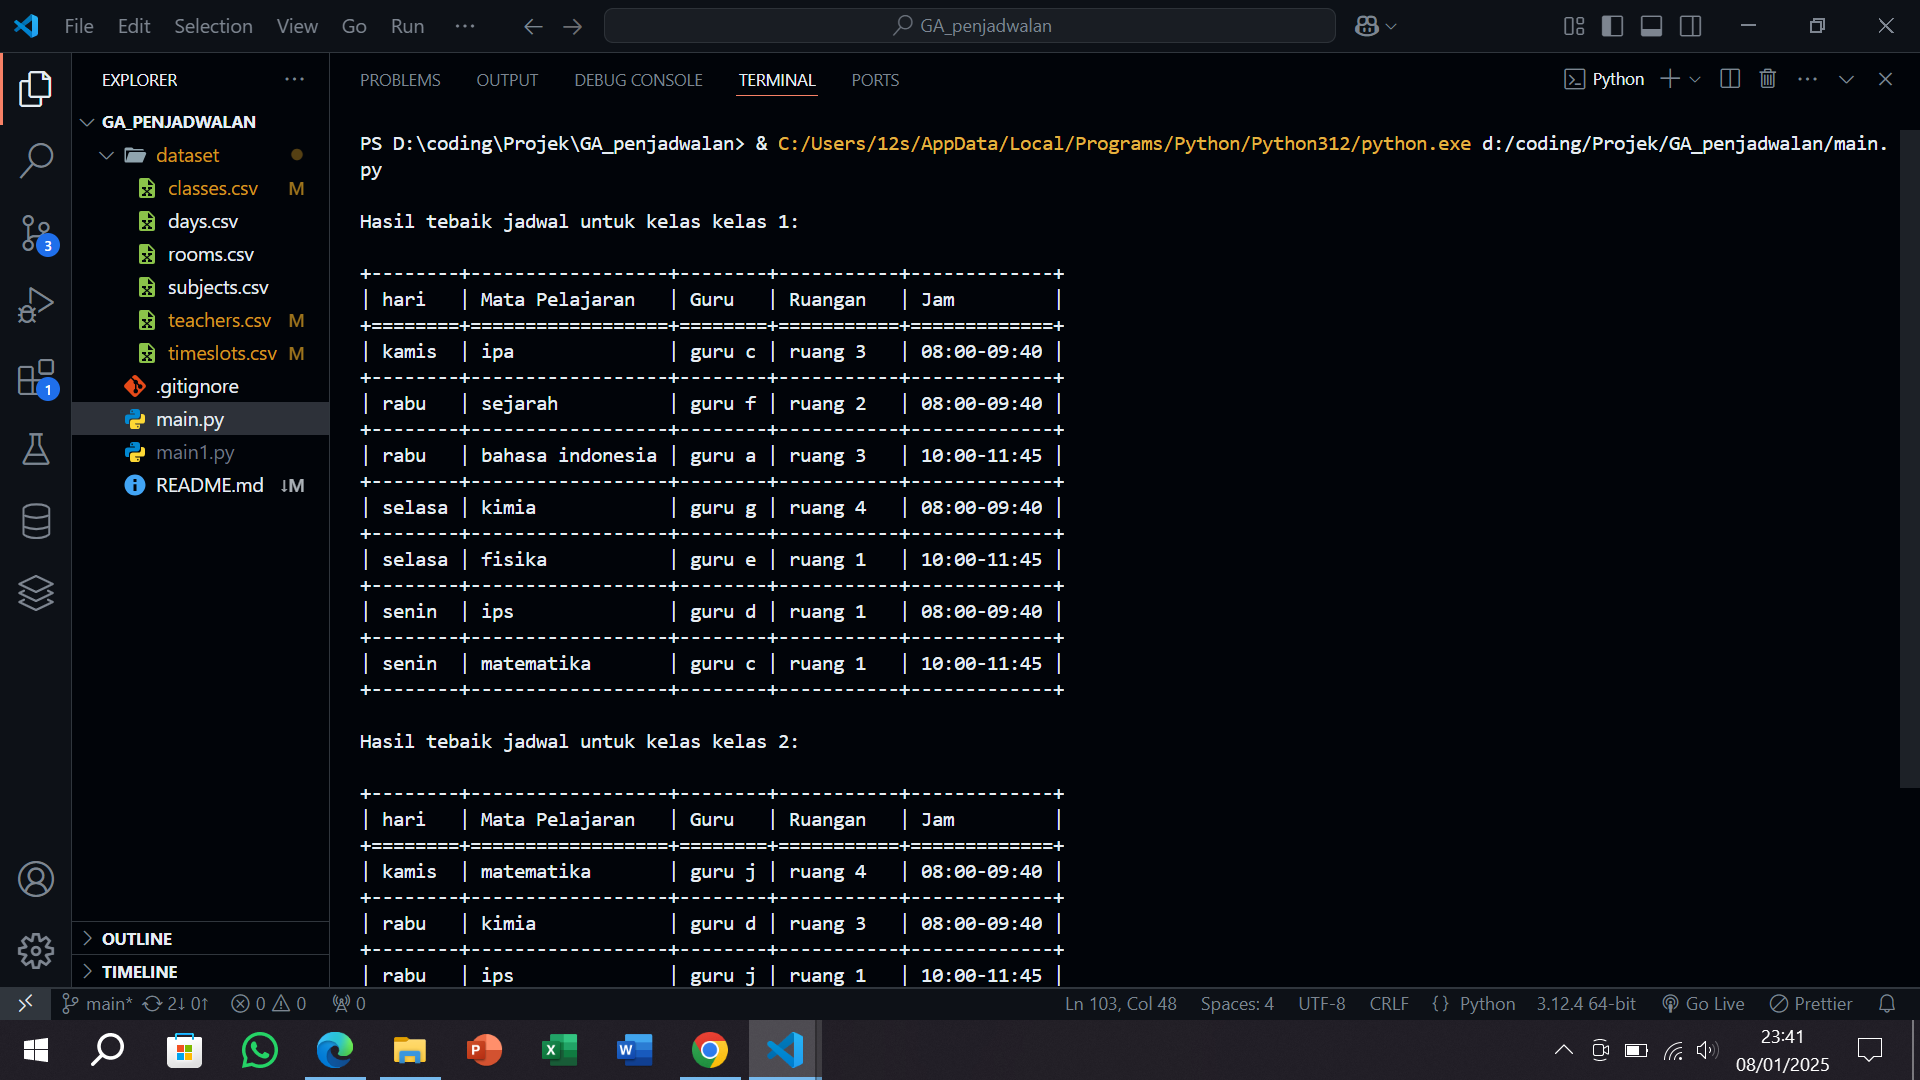 File Edit Selection View Go Run ··· GA_penjadwalan
EXPLORER ···
GA_PENJADWALAN
dataset
classes.csv M
days.csv
rooms.csv
subjects.csv
teachers.csv M
timeslots.csv M
.gitignore
main.py
main1.py
README.md ↓M
OUTLINE
TIMELINE
3
1
PROBLEMS OUTPUT DEBUG CONSOLE TERMINAL PORTS
Python
PS D:\coding\Projek\GA_penjadwalan> & C:/Users/12s/AppData/Local/Programs/Python/Python312/python.exe d:/coding/Projek/GA_penjadwalan/main.
py
Hasil tebaik jadwal untuk kelas kelas 1:
+--------+------------------+--------+-----------+-------------+
| hari   | Mata Pelajaran   | Guru   | Ruangan   | Jam         |
+========+==================+========+===========+=============+
| kamis  | ipa              | guru c | ruang 3   | 08:00-09:40 |
+--------+------------------+--------+-----------+-------------+
| rabu   | sejarah          | guru f | ruang 2   | 08:00-09:40 |
+--------+------------------+--------+-----------+-------------+
| rabu   | bahasa indonesia | guru a | ruang 3   | 10:00-11:45 |
+--------+------------------+--------+-----------+-------------+
| selasa | kimia            | guru g | ruang 4   | 08:00-09:40 |
+--------+------------------+--------+-----------+-------------+
| selasa | fisika           | guru e | ruang 1   | 10:00-11:45 |
+--------+------------------+--------+-----------+-------------+
| senin  | ips              | guru d | ruang 1   | 08:00-09:40 |
+--------+------------------+--------+-----------+-------------+
| senin  | matematika       | guru c | ruang 1   | 10:00-11:45 |
+--------+------------------+--------+-----------+-------------+
Hasil tebaik jadwal untuk kelas kelas 2:
+--------+------------------+--------+-----------+-------------+
| hari   | Mata Pelajaran   | Guru   | Ruangan   | Jam         |
+========+==================+========+===========+=============+
| kamis  | matematika       | guru j | ruang 4   | 08:00-09:40 |
+--------+------------------+--------+-----------+-------------+
| rabu   | kimia            | guru d | ruang 3   | 08:00-09:40 |
+--------+------------------+--------+-----------+-------------+
| rabu   | ips              | guru j | ruang 1   | 10:00-11:45 |
main* 2↓ 0↑ 0 0 0 Ln 103, Col 48 Spaces: 4 UTF-8 CRLF {} Python 3.12.4 64-bit Go Live Prettier
23:41
08/01/2025